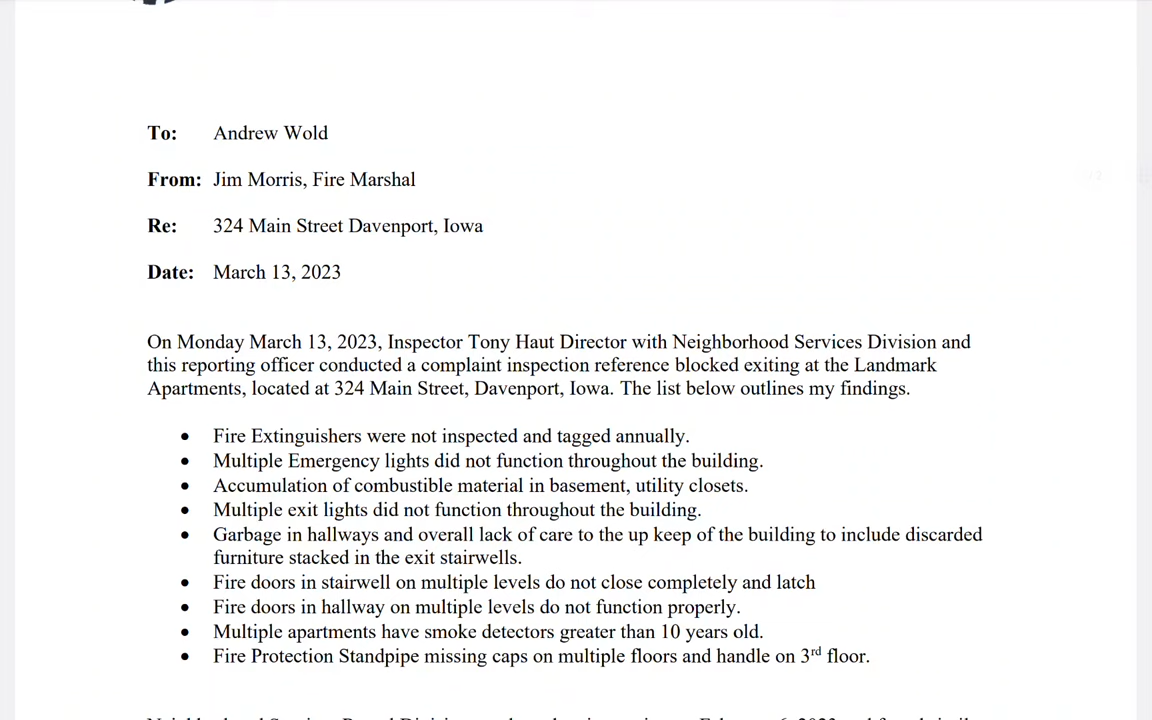 To: Andrew Wold
From: Jim Morris, Fire Marshal
Re: 324 Main Street Davenport, Iowa
Date: March 13, 2023
On Monday March 13, 2023, Inspector Tony Haut Director with Neighborhood Services Division and
this reporting officer conducted a complaint inspection reference blocked exiting at the Landmark
Apartments, located at 324 Main Street, Davenport, Iowa. The list below outlines my findings.
• Fire Extinguishers were not inspected and tagged annually.
• Multiple Emergency lights did not function throughout the building.
• Accumulation of combustible material in basement, utility closets.
• Multiple exit lights did not function throughout the building.
• Garbage in hallways and overall lack of care to the up keep of the building to include discarded
furniture stacked in the exit stairwells.
• Fire doors in stairwell on multiple levels do not close completely and latch
• Fire doors in hallway on multiple levels do not function properly.
• Multiple apartments have smoke detectors greater than 10 years old.
• Fire Protection Standpipe missing caps on multiple floors and handle on 3rd floor.